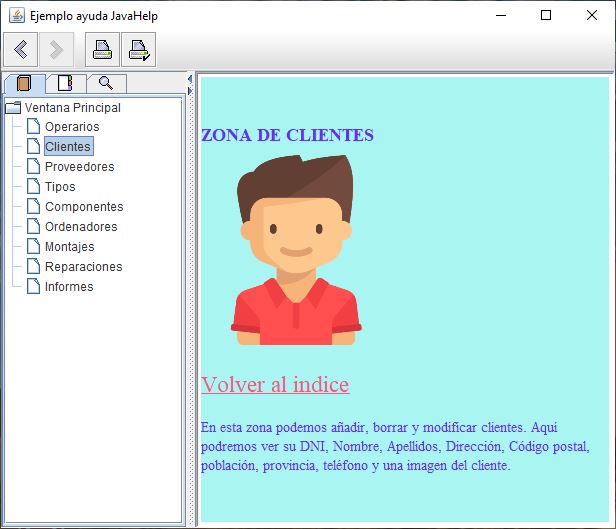 Ejemplo ayuda JavaHelp
Ventana Principal
Operarios
Clientes
Proveedores
Tipos
Componentes
Ordenadores
Montajes
Reparaciones
Informes
ZONA DE CLIENTES
Volver al indice
En esta zona podemos añadir, borrar y modificar clientes. Aqui
podremos ver su DNI, Nombre, Apellidos, Dirección, Código postal,
población, provincia, teléfono y una imagen del cliente.